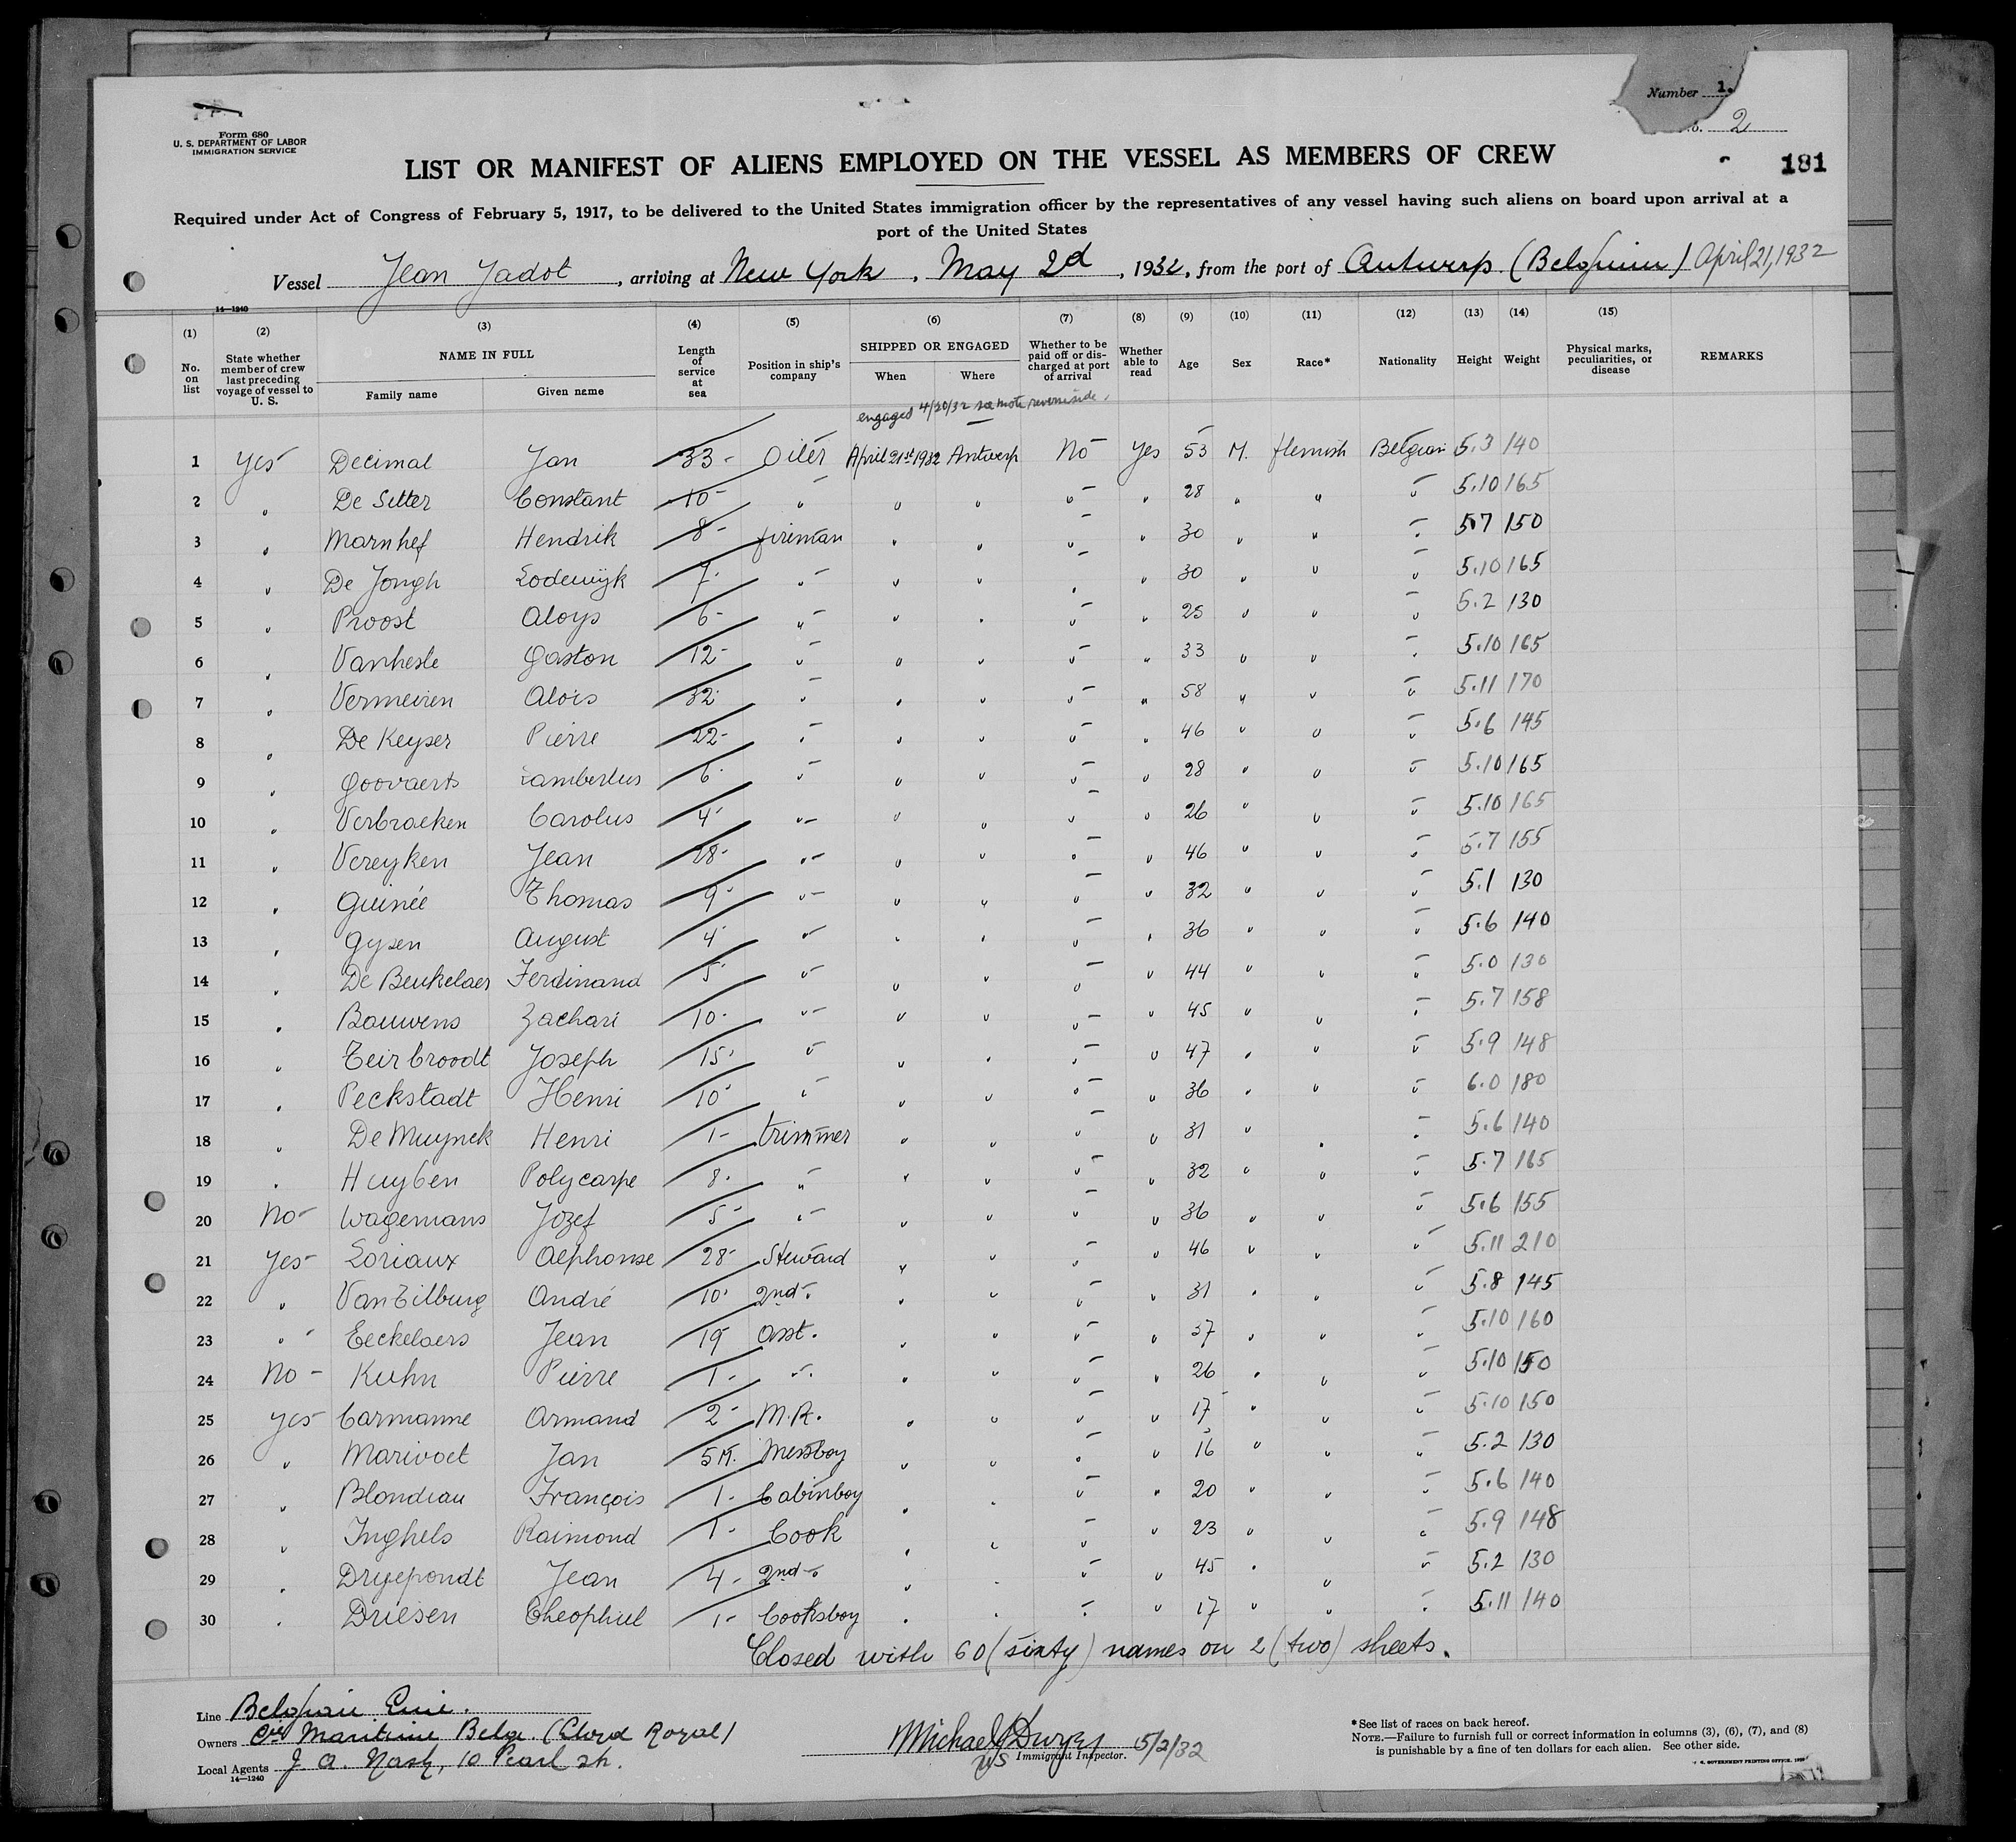 Form 680
U. S. DEPARTMENT OF LABOR
IMMIGRATION SERVICE
Number 1.
o. 2
181
LIST OR MANIFEST OF ALIENS EMPLOYED ON THE VESSEL AS MEMBERS OF CREW
Required under Act of Congress of February 5, 1917, to be delivered to the United States immigration officer by the representatives of any vessel having such aliens on board upon arrival at a
port of the United States
Vessel Jean Jadot, arriving at New York, May 2d, 1932, from the port of Antwerp (Belgium) April 21, 1932
14—1240
(1) No. on list
(2) State whether member of crew last preceding voyage of vessel to U. S.
(3) NAME IN FULL Family name Given name
(4) Length of service at sea
(5) Position in ship's company
(6) SHIPPED OR ENGAGED When Where
(7) Whether to be paid off or discharged at port of arrival
(8) Whether able to read
(9) Age
(10) Sex
(11) Race*
(12) Nationality
(13) Height
(14) Weight
(15) Physical marks, peculiarities, or disease
REMARKS
engaged 4/20/32 see note reverse side.
1 Yes Decimal Jan 33- Oiler April 21st 1932 Antwerp No Yes 53 M. flemish Belgian 5.3 140
2 " De Setter Constant 10- " " " " " 28 " " " 5.10 165
3 " Marnhef Hendrik 8- fireman " " " " 30 " " " 5 7 150
4 " De Jongh Lodewijk 7- " " " " " 30 " " " 5.10 165
5 " Proost Aloys 6- " " " " " 25 " " " 5.2 130
6 " Vanhesle Gaston 12- " " " " " 33 " " " 5.10 165
7 " Vermeiren Alois 32- " " " " " 58 " " " 5.11 170
8 " De Keyser Pierre 22- " " " " " 46 " " " 5.6 145
9 " Goovaerts Lambertus 6- " " " " " 28 " " " 5.10 165
10 " Verbraeken Carolus 4- " " " " 26 " " " 5.10 165
11 " Vereyken Jean 28- " " " " " 46 " " " 5.7 155
12 " Guinée Thomas 9- " " " " " 32 " " " 5.1 130
13 " Gysen August 4- " " " " " 36 " " " 5.6 140
14 " De Beukelaer Ferdinand 5- " " " " " 44 " " " 5.0 130
15 " Bauwens Zachari 10- " " " " " 45 " " " 5.7 158
16 " Teirbroodt Joseph 15- " " " " " 47 " " " 5.9 148
17 " Peckstadt Henri 10- " " " " " 36 " " " 6.0 180
18 " De Muynck Henri 1- trimmer " " " " 31 " " " 5.6 140
19 " Huyben Polycarpe 8- " " " " " 32 " " " 5.7 165
20 No- Wagemans Jozef 5- " " " " " 36 " " " 5.6 155
21 Yes- Loriaux Alphonse 28- Steward " " " " 46 " " " 5.11 210
22 " Van Tilburg André 10- 2nd " " " " " 31 " " " 5.8 145
23 " Eeckelaers Jean 19 asst. " " " " 37 " " " 5.10 160
24 No- Kuhn Pierre 1- " " " " " 26 " " " 5.10 150
25 Yes- Carmanne Armand 2- M.R. " " " " 17 " " " 5.10 150
26 " Marivoet Jan 5M. Messboy " " " " 16 " " " 5.2 130
27 " Blondeau François 1- Cabinboy " " " " 20 " " " 5.6 140
28 " Inghels Raimond 1- Cook " " " " 23 " " " 5.9 148
29 " Dryepondt Jean 4- 2nd " " " " " 45 " " " 5.2 130
30 " Driesen Theophiel 1- Cooksboy " " " " 17 " " " 5.11 140
Closed with 60 (sixty) names on 2 (two) sheets.
Line Belgian Line.
Owners Cie Maritime Belge (Lloyd Royal)
Local Agents J. A. Nash, 10 Pearl St.
14—1240
Michael J Dwyer 5/2/32
US Immigrant Inspector.
*See list of races on back hereof.
NOTE.—Failure to furnish full or correct information in columns (3), (6), (7), and (8)
is punishable by a fine of ten dollars for each alien. See other side.
U. S. GOVERNMENT PRINTING OFFICE